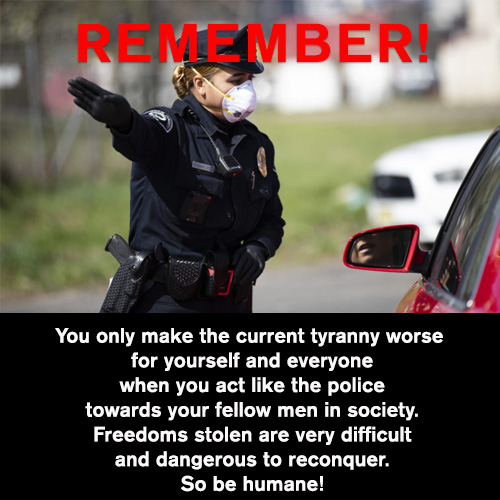 REMEMBER!
You only make the current tyranny worse
for yourself and everyone
when you act like the police
towards your fellow men in society.
Freedoms stolen are very difficult
and dangerous to reconquer.
So be humane!